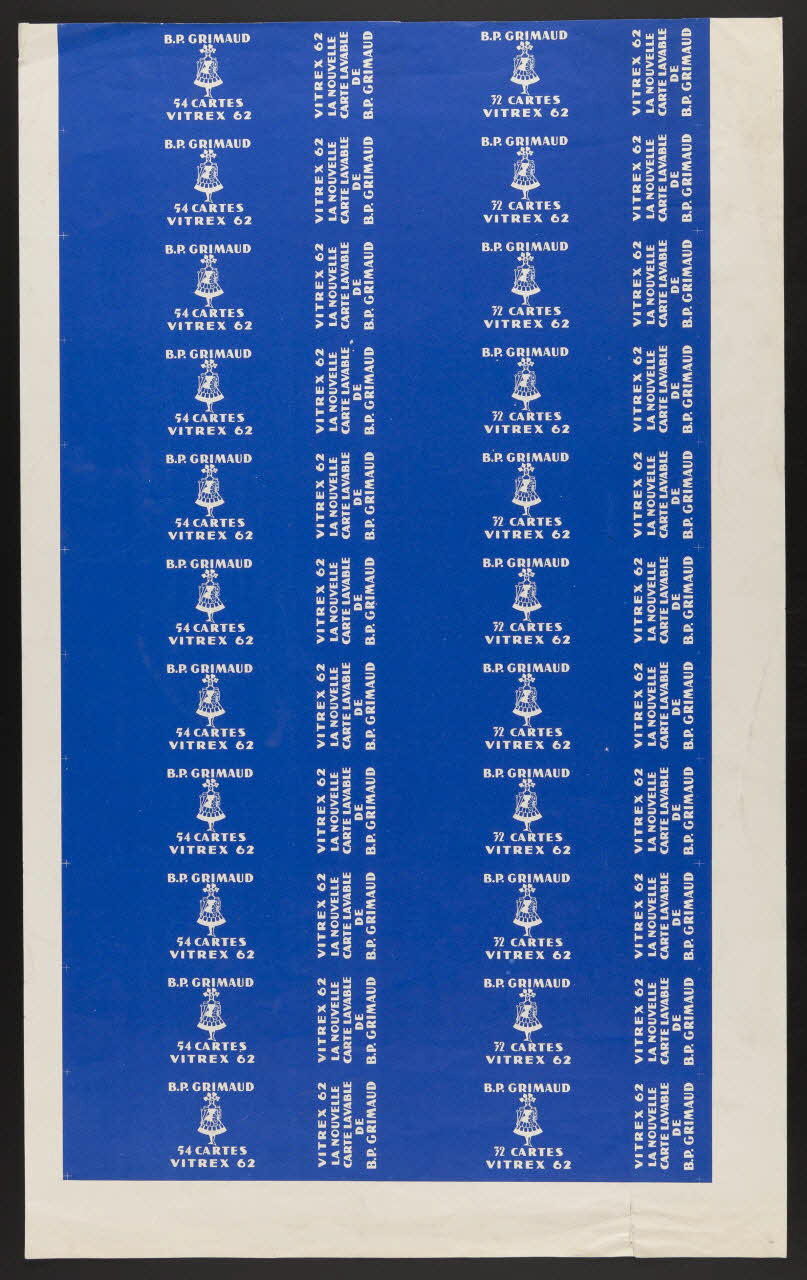 B.P. GRIMAUD
54 CARTES
VITREX 62
VITREX 62
LA NOUVELLE
CARTE LAVABLE
DE
B.P. GRIMAUD
B.P. GRIMAUD
32 CARTES
VITREX 62
VITREX 62
LA NOUVELLE
CARTE LAVABLE
DE
B.P. GRIMAUD
B.P. GRIMAUD
54 CARTES
VITREX 62
VITREX 62
LA NOUVELLE
CARTE LAVABLE
DE
B.P. GRIMAUD
B.P. GRIMAUD
32 CARTES
VITREX 62
VITREX 62
LA NOUVELLE
CARTE LAVABLE
DE
B.P. GRIMAUD
B.P. GRIMAUD
54 CARTES
VITREX 62
VITREX 62
LA NOUVELLE
CARTE LAVABLE
DE
B.P. GRIMAUD
B.P. GRIMAUD
32 CARTES
VITREX 62
VITREX 62
LA NOUVELLE
CARTE LAVABLE
DE
B.P. GRIMAUD
B.P. GRIMAUD
54 CARTES
VITREX 62
VITREX 62
LA NOUVELLE
CARTE LAVABLE
DE
B.P. GRIMAUD
B.P. GRIMAUD
32 CARTES
VITREX 62
VITREX 62
LA NOUVELLE
CARTE LAVABLE
DE
B.P. GRIMAUD
B.P. GRIMAUD
54 CARTES
VITREX 62
VITREX 62
LA NOUVELLE
CARTE LAVABLE
DE
B.P. GRIMAUD
B.P. GRIMAUD
32 CARTES
VITREX 62
VITREX 62
LA NOUVELLE
CARTE LAVABLE
DE
B.P. GRIMAUD
B.P. GRIMAUD
54 CARTES
VITREX 62
VITREX 62
LA NOUVELLE
CARTE LAVABLE
DE
B.P. GRIMAUD
B.P. GRIMAUD
32 CARTES
VITREX 62
VITREX 62
LA NOUVELLE
CARTE LAVABLE
DE
B.P. GRIMAUD
B.P. GRIMAUD
54 CARTES
VITREX 62
VITREX 62
LA NOUVELLE
CARTE LAVABLE
DE
B.P. GRIMAUD
B.P. GRIMAUD
32 CARTES
VITREX 62
VITREX 62
LA NOUVELLE
CARTE LAVABLE
DE
B.P. GRIMAUD
B.P. GRIMAUD
54 CARTES
VITREX 62
VITREX 62
LA NOUVELLE
CARTE LAVABLE
DE
B.P. GRIMAUD
B.P. GRIMAUD
32 CARTES
VITREX 62
VITREX 62
LA NOUVELLE
CARTE LAVABLE
DE
B.P. GRIMAUD
B.P. GRIMAUD
54 CARTES
VITREX 62
VITREX 62
LA NOUVELLE
CARTE LAVABLE
DE
B.P. GRIMAUD
B.P. GRIMAUD
32 CARTES
VITREX 62
VITREX 62
LA NOUVELLE
CARTE LAVABLE
DE
B.P. GRIMAUD
B.P. GRIMAUD
54 CARTES
VITREX 62
VITREX 62
LA NOUVELLE
CARTE LAVABLE
DE
B.P. GRIMAUD
B.P. GRIMAUD
32 CARTES
VITREX 62
VITREX 62
LA NOUVELLE
CARTE LAVABLE
DE
B.P. GRIMAUD
B.P. GRIMAUD
54 CARTES
VITREX 62
VITREX 62
LA NOUVELLE
CARTE LAVABLE
DE
B.P. GRIMAUD
B.P. GRIMAUD
32 CARTES
VITREX 62
VITREX 62
LA NOUVELLE
CARTE LAVABLE
DE
B.P. GRIMAUD